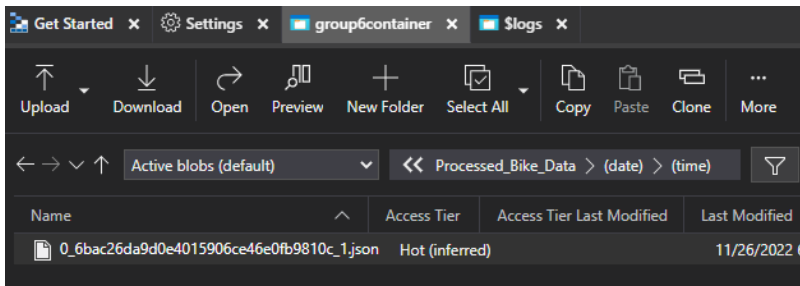 Get Started × Settings × group6container × $logs ×
Upload Download Open Preview New Folder Select All Copy Paste Clone More
Active blobs (default) Processed_Bike_Data > (date) > (time)
Name Access Tier Access Tier Last Modified Last Modified
0_6bac26da9d0e4015906ce46e0fb9810c_1.json Hot (inferred) 11/26/2022 6